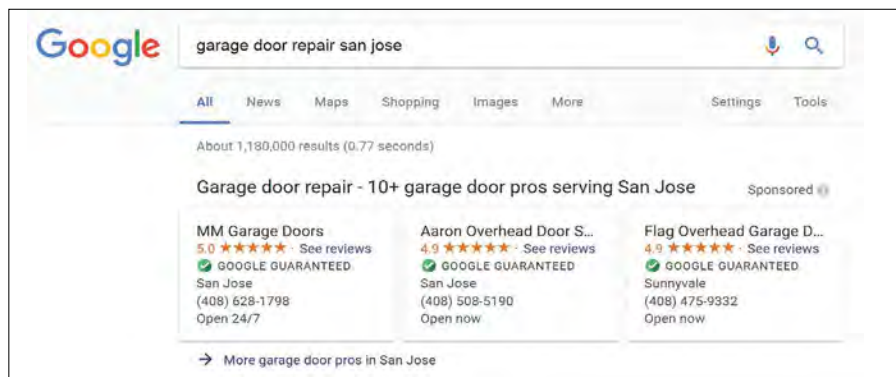 Google garage door repair san jose
All News Maps Shopping Images More Settings Tools
About 1,180,000 results (0.77 seconds)
Garage door repair - 10+ garage door pros serving San Jose Sponsored
MM Garage Doors
5.0 ★★★★★ · See reviews
GOOGLE GUARANTEED
San Jose
(408) 628-1798
Open 24/7
Aaron Overhead Door S...
4.9 ★★★★★ · See reviews
GOOGLE GUARANTEED
San Jose
(408) 508-5190
Open now
Flag Overhead Garage D...
4.9 ★★★★★ · See reviews
GOOGLE GUARANTEED
Sunnyvale
(408) 475-9332
Open now
→ More garage door pros in San Jose